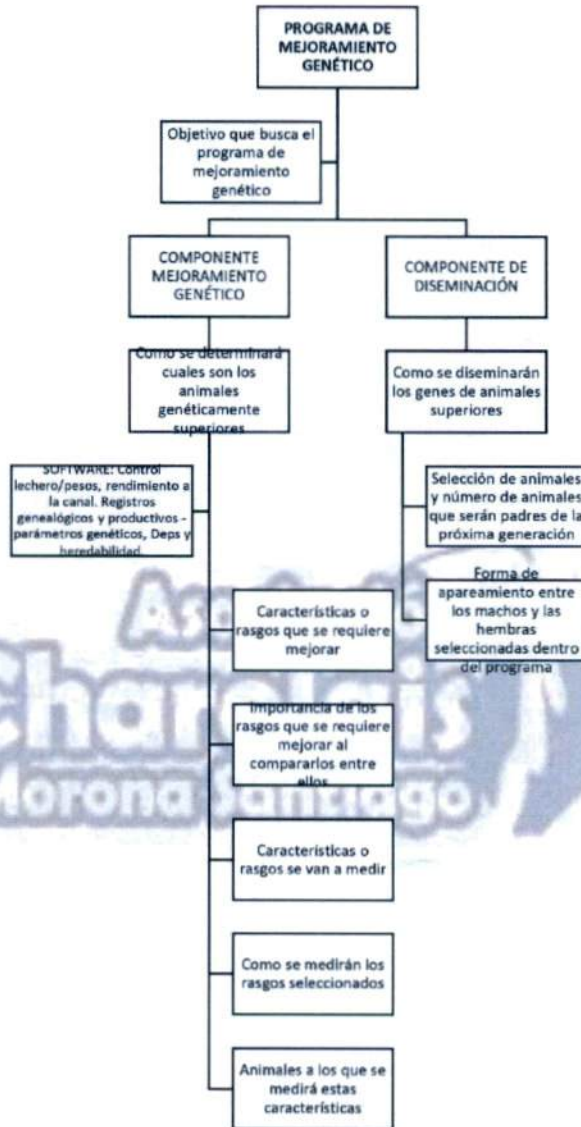 PROGRAMA DE
MEJORAMIENTO
GENÉTICO
Objetivo que busca el
programa de
mejoramiento
genético
COMPONENTE
MEJORAMIENTO
GENÉTICO
COMPONENTE DE
DISEMINACIÓN
Como se determinará
cuales son los
animales
genéticamente
superiores
Como se diseminarán
los genes de animales
superiores
SOFTWARE: Control
lechero/pesos, rendimiento a
la canal. Registros
genealógicos y productivos -
parámetros genéticos, Deps y
heredabilidad.
Selección de animales
y número de animales
que serán padres de la
próxima generación
Forma de
apareamiento entre
los machos y las
hembras
seleccionadas dentro
del programa
Características o
rasgos que se requiere
mejorar
Importancia de los
rasgos que se requiere
mejorar al
compararlos entre
ellos
Características o
rasgos se van a medir
Como se medirán los
rasgos seleccionados
Animales a los que se
medirá estas
características
Charolais
Morona Santiago